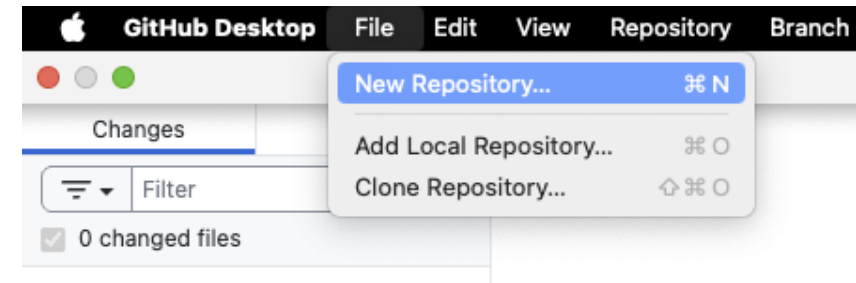 GitHub Desktop File Edit View Repository Branch
New Repository... ⌘ N
Changes
Add Local Repository... ⌘ O
Clone Repository... ⇧ ⌘ O
Filter
0 changed files